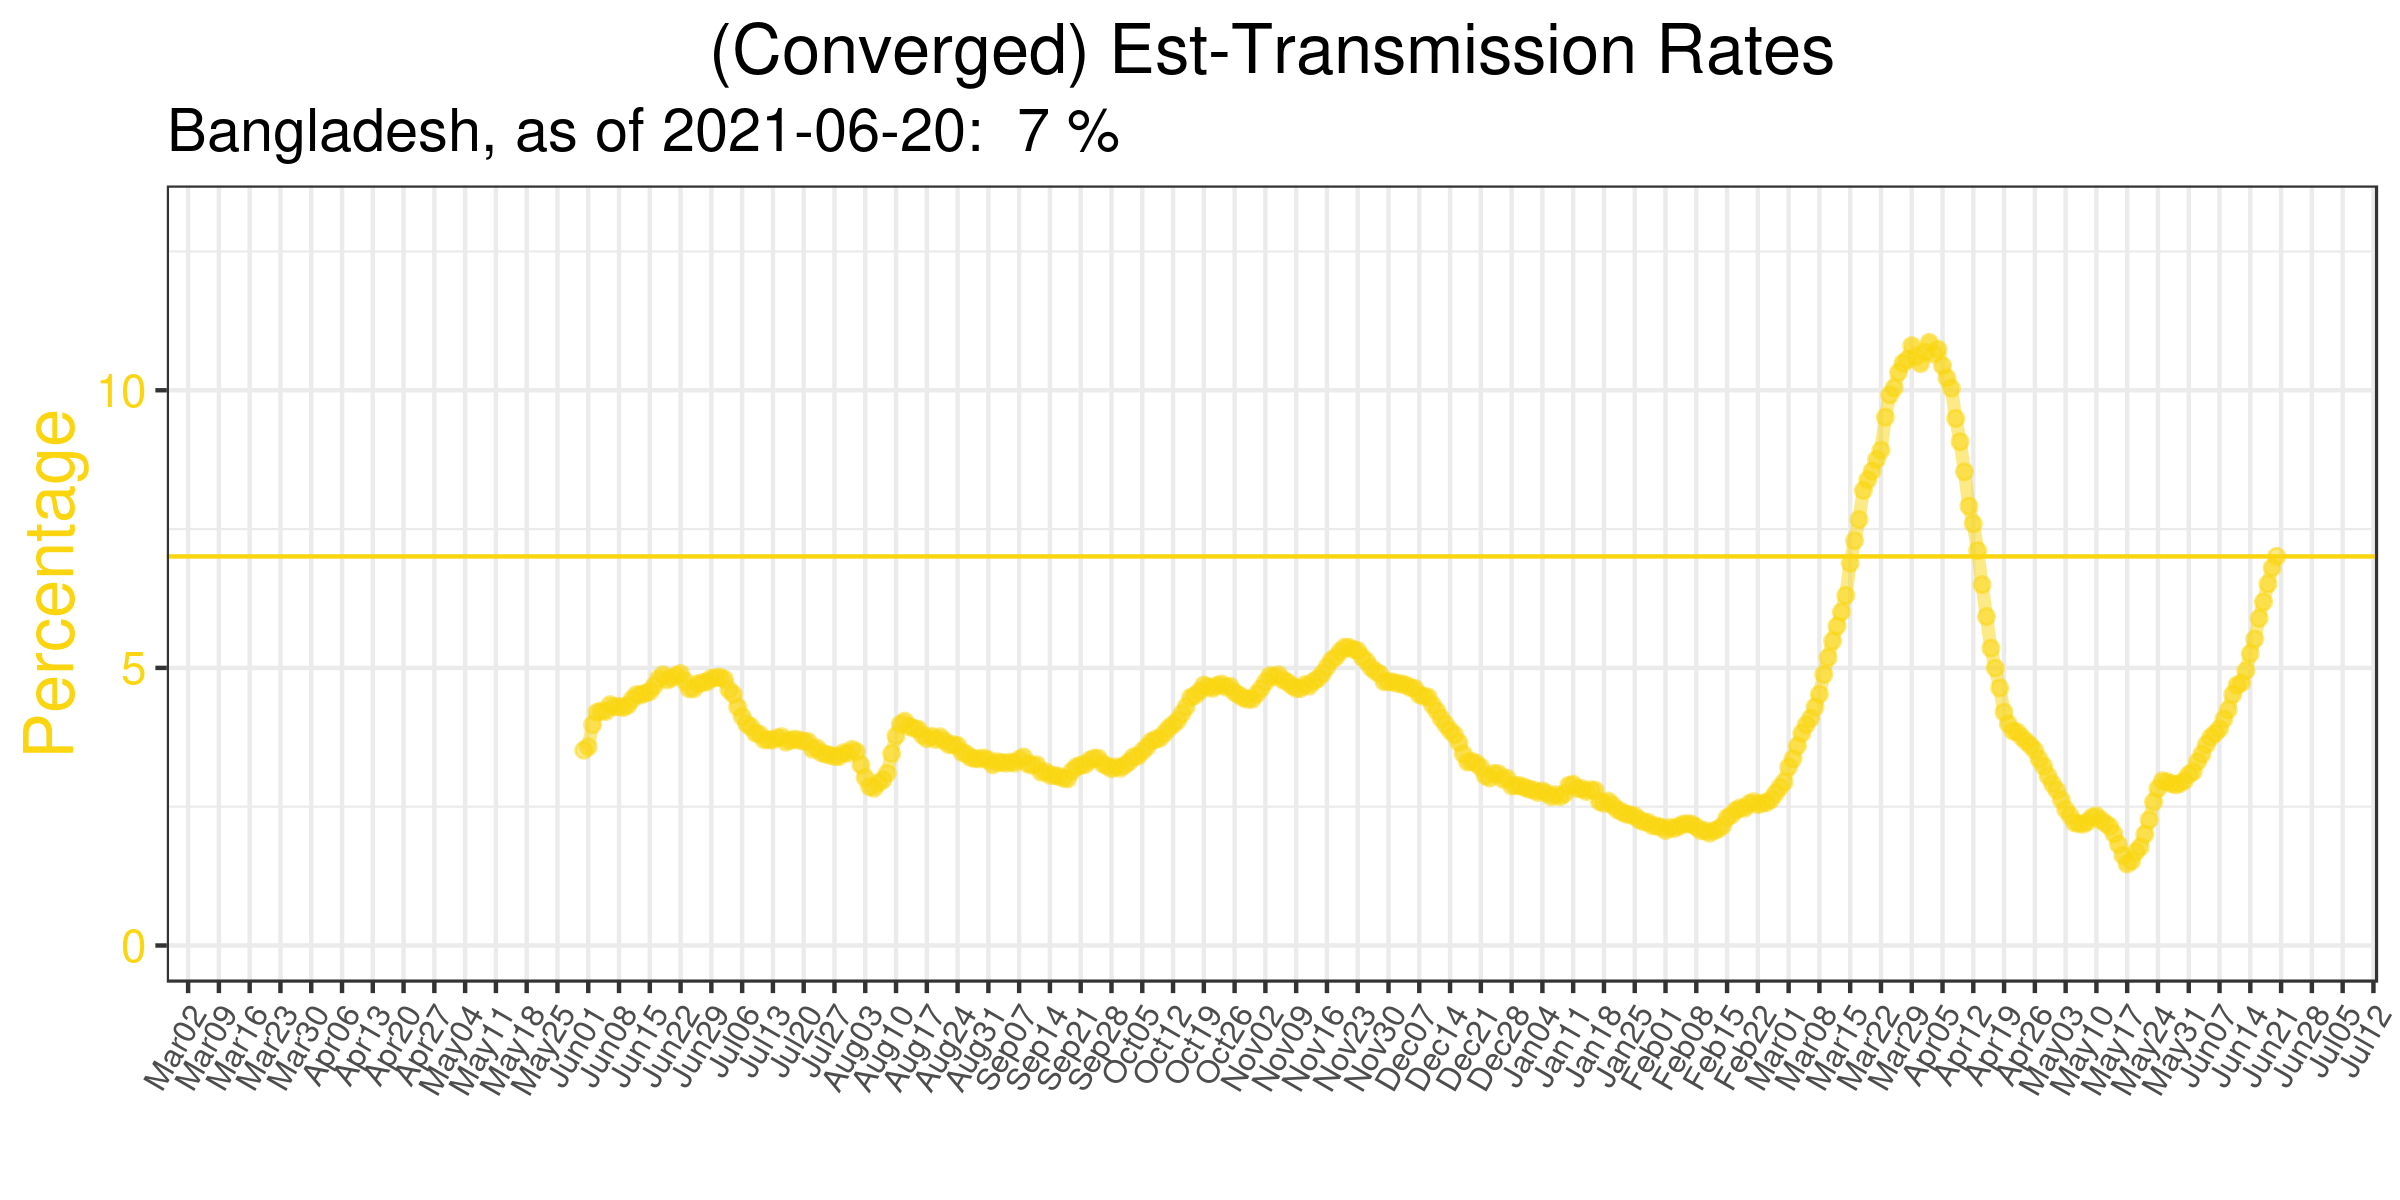 (Converged) Est-Transmission Rates
Bangladesh, as of 2021-06-20:  7 %
Percentage
10
5
0
Mar02
Mar09
Mar16
Mar23
Mar30
Apr06
Apr13
Apr20
Apr27
May04
May11
May18
May25
Jun01
Jun08
Jun15
Jun22
Jun29
Jul06
Jul13
Jul20
Jul27
Aug03
Aug10
Aug17
Aug24
Aug31
Sep07
Sep14
Sep21
Sep28
Oct05
Oct12
Oct19
Oct26
Nov02
Nov09
Nov16
Nov23
Nov30
Dec07
Dec14
Dec21
Dec28
Jan04
Jan11
Jan18
Jan25
Feb01
Feb08
Feb15
Feb22
Mar01
Mar08
Mar15
Mar22
Mar29
Apr05
Apr12
Apr19
Apr26
May03
May10
May17
May24
May31
Jun07
Jun14
Jun21
Jun28
Jul05
Jul12